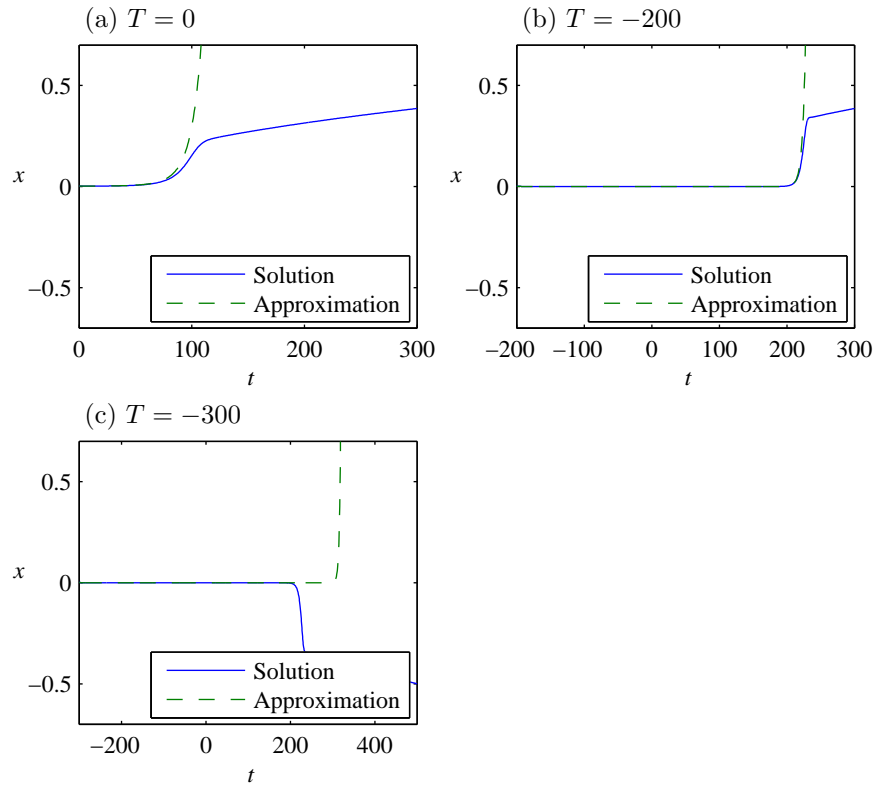 (a) T = 0
0.5
0
−0.5
x
0
100
200
300
t
Solution
Approximation
(b) T = −200
0.5
0
−0.5
x
−200
−100
0
100
200
300
t
Solution
Approximation
(c) T = −300
0.5
0
−0.5
x
−200
0
200
400
t
Solution
Approximation